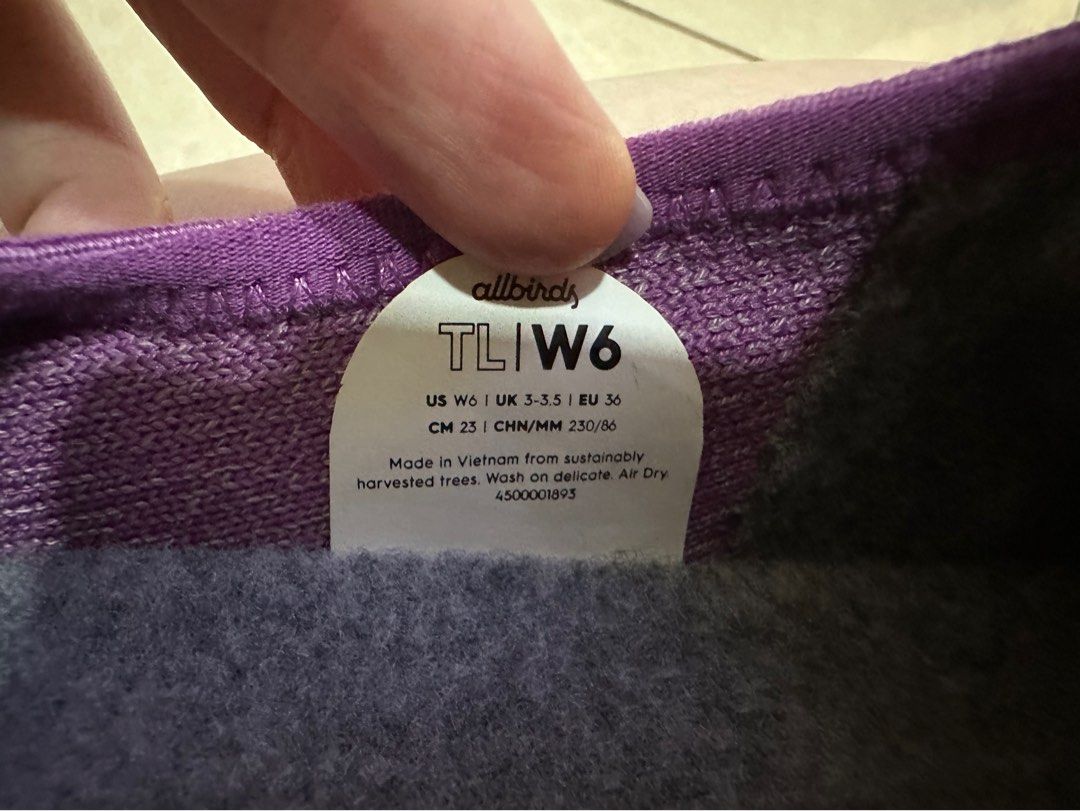 allbirds
TL | W6
US W6 | UK 3-3.5 | EU 36
CM 23 | CHN/MM 230/86
Made in Vietnam from sustainably
harvested trees. Wash on delicate. Air Dry.
4500001893